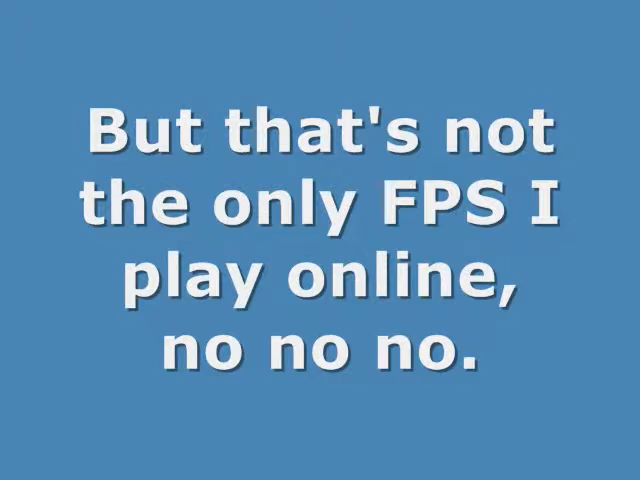 But that's not
the only FPS I
play online,
no no no.